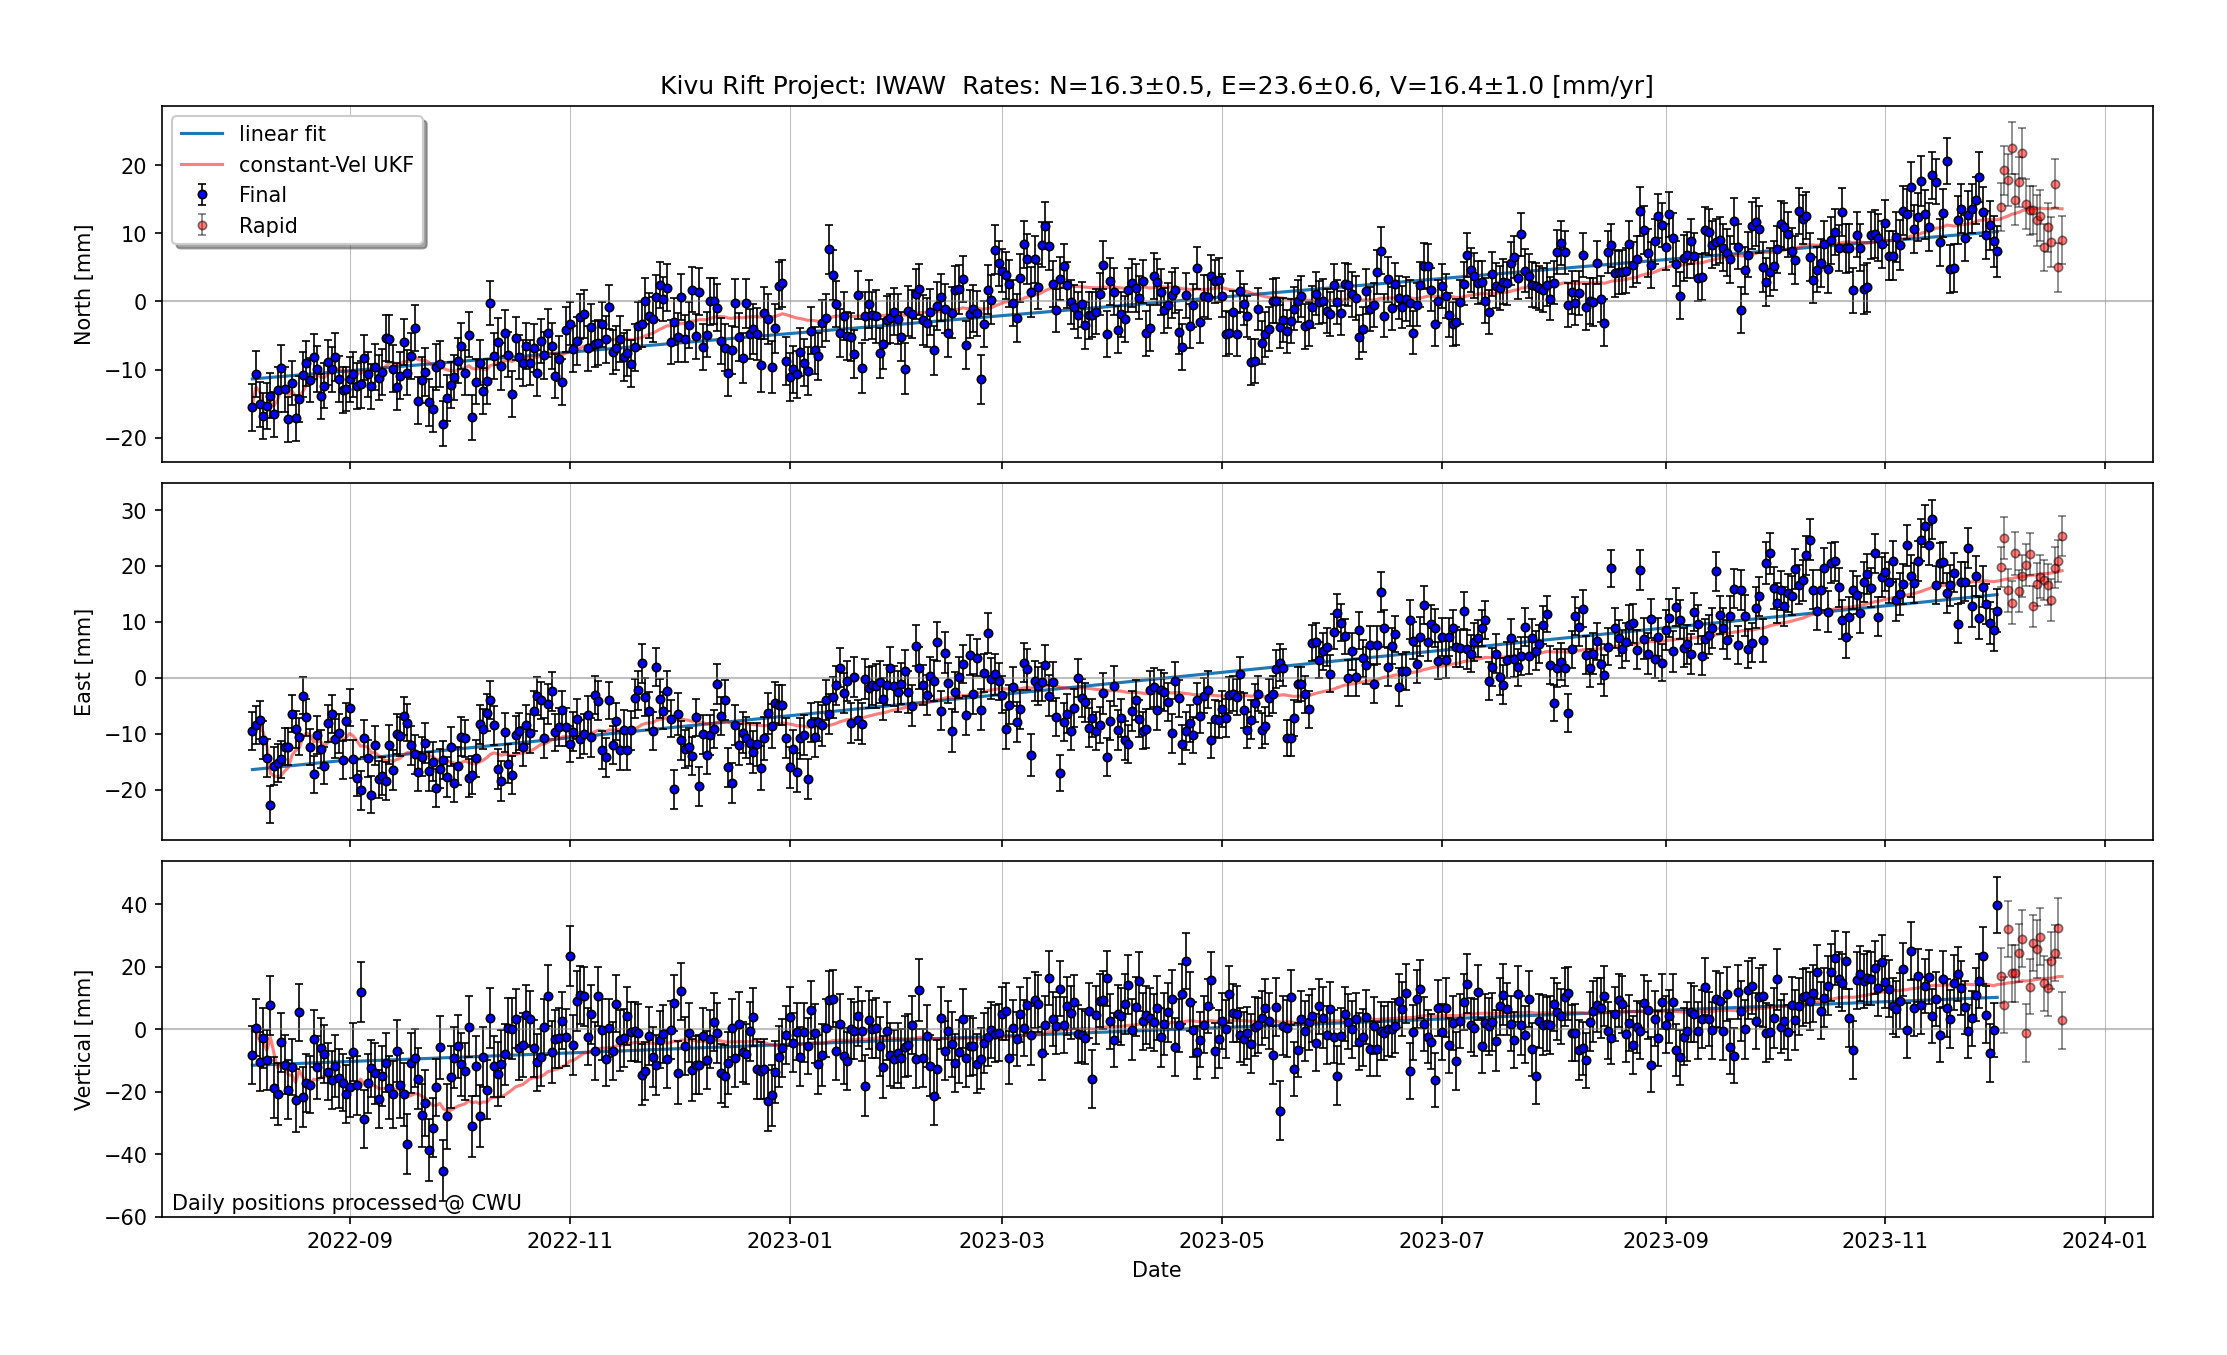 Kivu Rift Project: IWAW  Rates: N=16.3±0.5, E=23.6±0.6, V=16.4±1.0 [mm/yr]
linear fit
constant-Vel UKF
Final
Rapid
North [mm]
20
10
0
−10
−20
East [mm]
30
20
10
0
−10
−20
Vertical [mm]
40
20
0
−20
−40
−60
Daily positions processed @ CWU
2022-09 2022-11 2023-01 2023-03 2023-05 2023-07 2023-09 2023-11 2024-01
Date